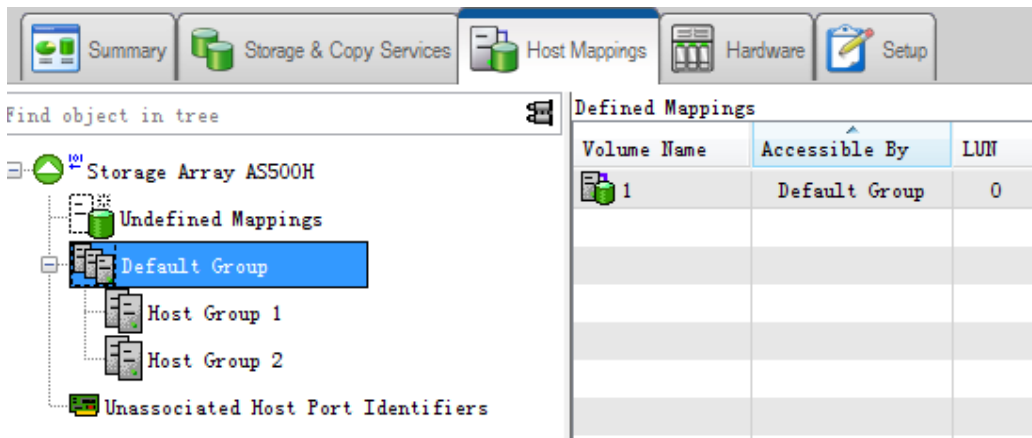 Summary Storage & Copy Services Host Mappings Hardware Setup
Find object in tree
Storage Array AS500H
Undefined Mappings
Default Group
Host Group 1
Host Group 2
Unassociated Host Port Identifiers
Defined Mappings
Volume Name Accessible By LUN
1 Default Group 0